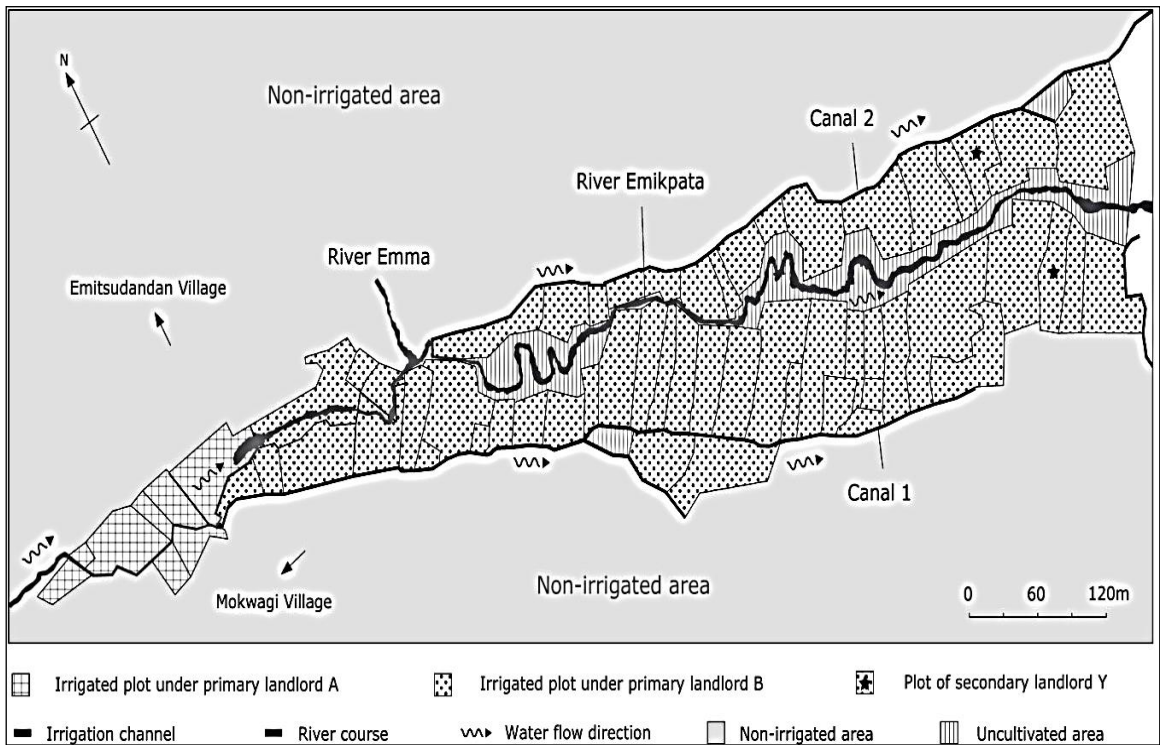 N
Non-irrigated area
Canal 2
River Emikpata
River Emma
Emitsudandan Village
Canal 1
Mokwagi Village
Non-irrigated area
0 60 120m
Irrigated plot under primary landlord A
Irrigated plot under primary landlord B
Plot of secondary landlord Y
Irrigation channel
River course
Water flow direction
Non-irrigated area
Uncultivated area